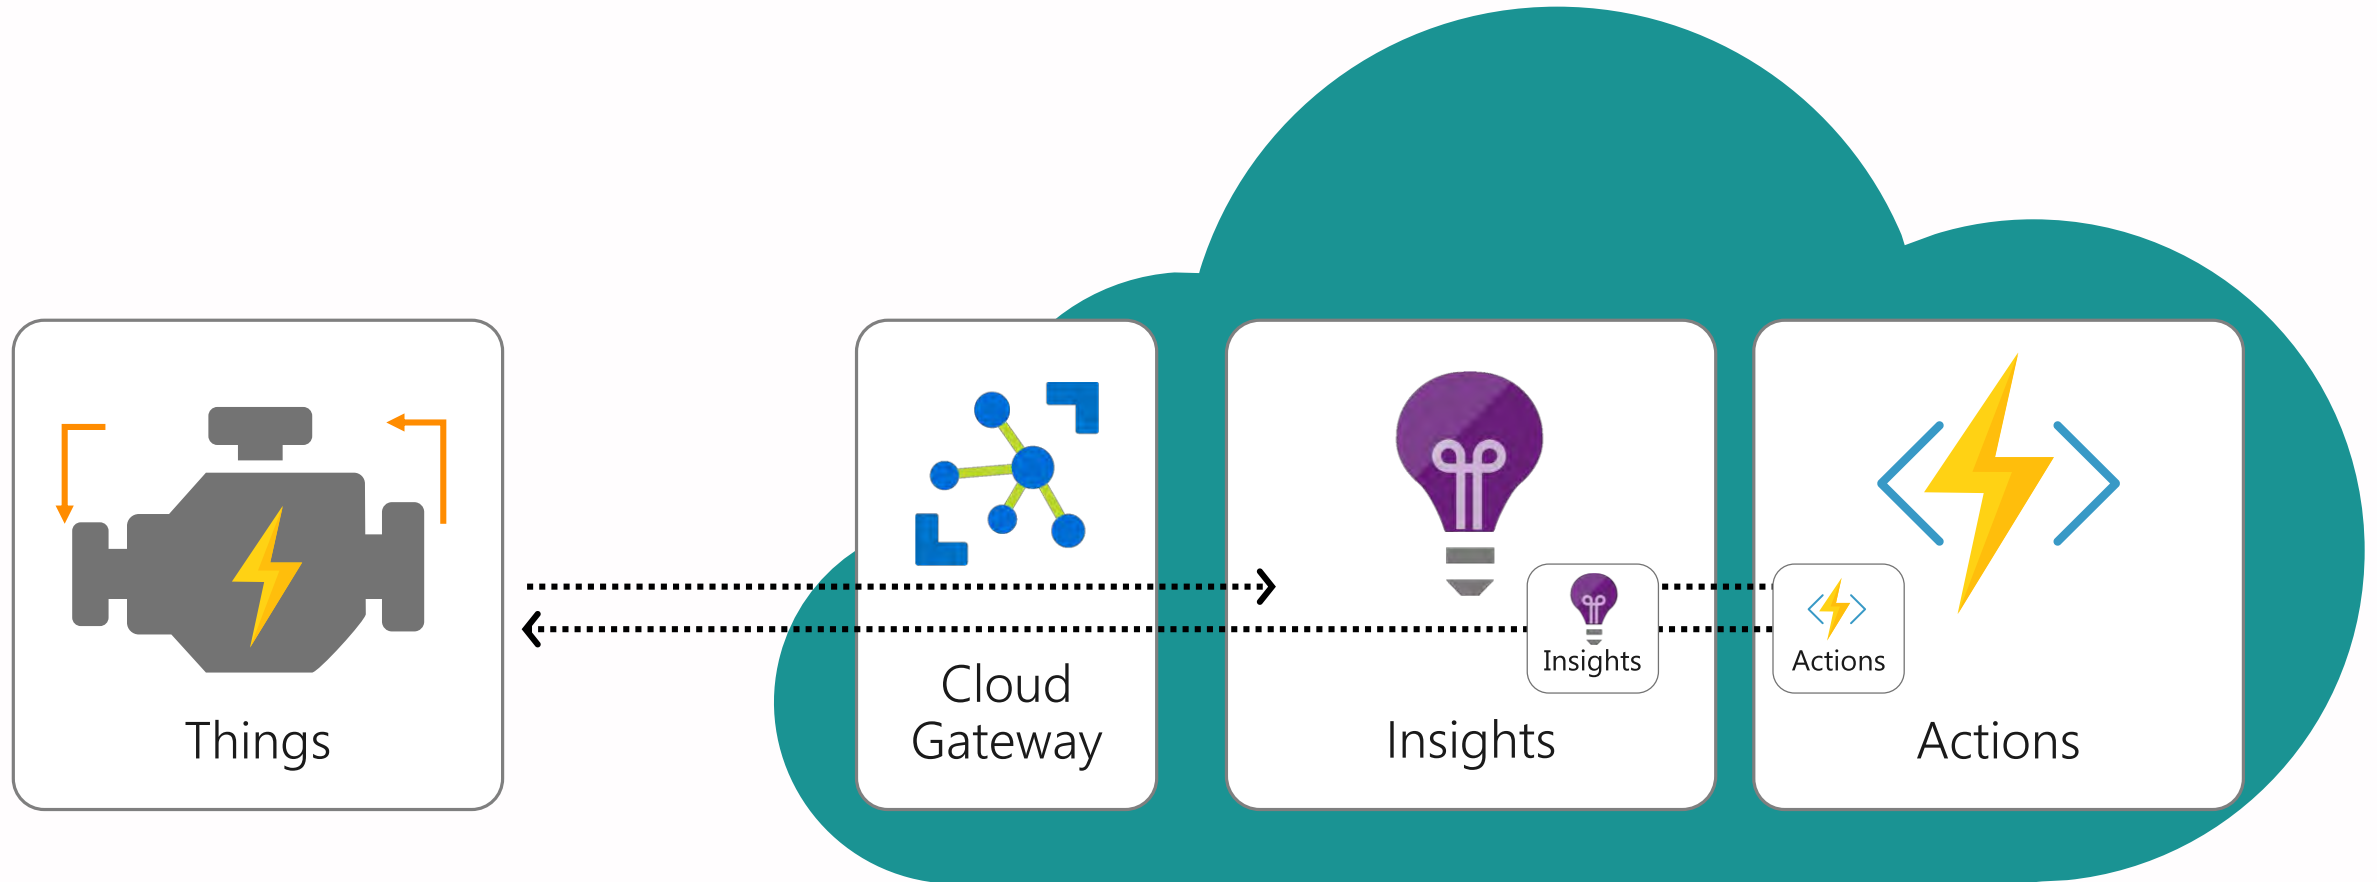 Things
Cloud
Gateway
Insights
Insights
Actions
Actions